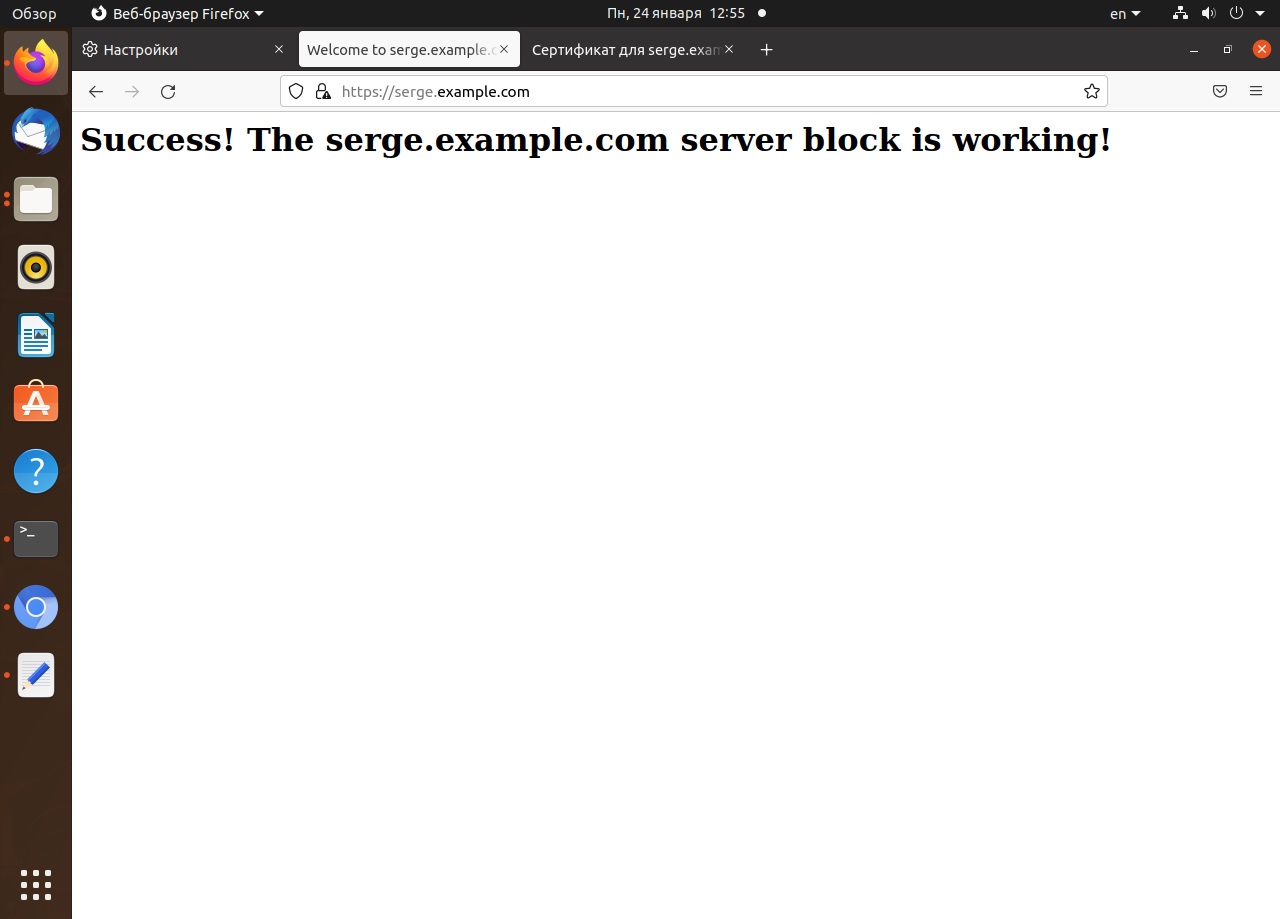 Обзор
Веб-браузер Firefox
Пн, 24 января 12:55
en
Настройки
Welcome to serge.example.c
Сертификат для serge.exam
https://serge.example.com
Success! The serge.example.com server block is working!